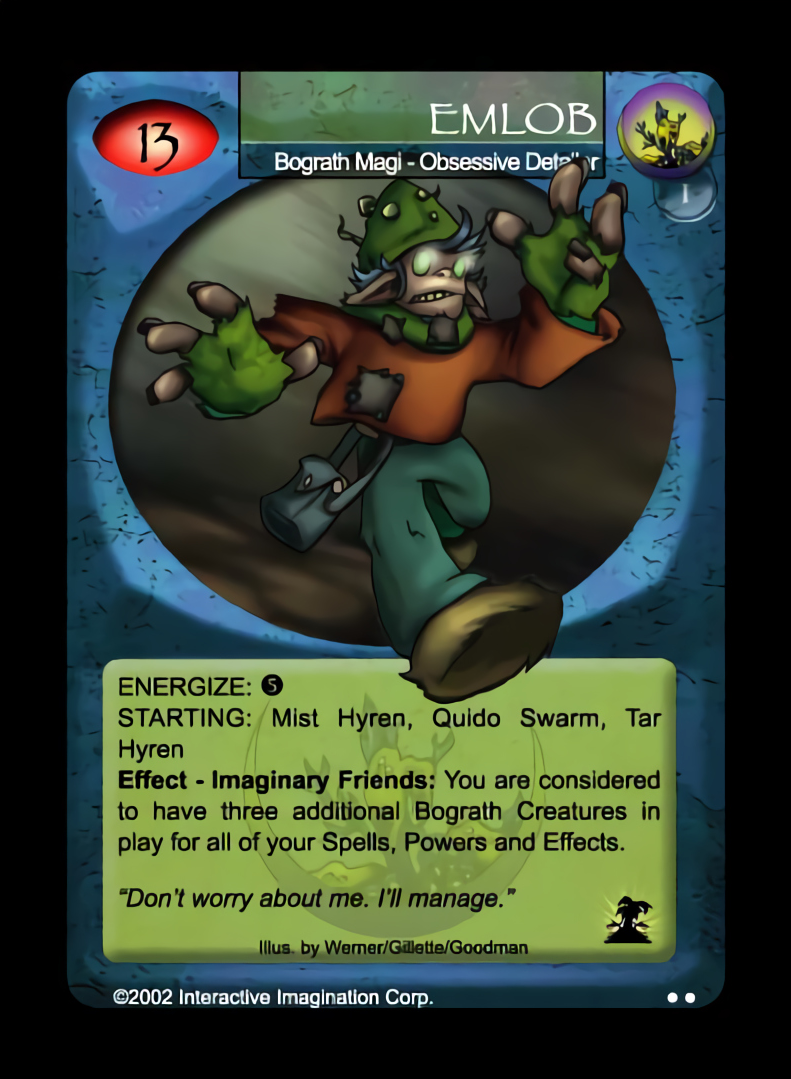 13
EMLOB
Bograth Magi - Obsessive
1
ENERGIZE: 5
STARTING: Mist Hyren, Quido Swarm, Tar
Hyren
Effect - Imaginary Friends: You are considered
to have three additional Bograth Creatures in
play for all of your Spells, Powers and Effects.
"Don't worry about me. I'll manage."
Illus. by Werner/Gillette/Goodman
©2002 Interactive Imagination Corp.